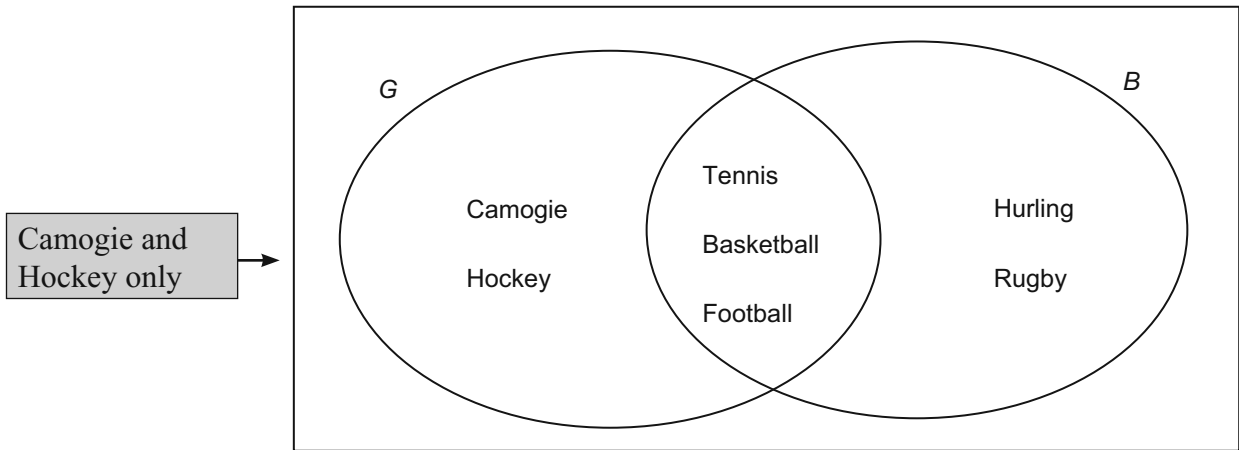 G
B
Tennis
Camogie
Hurling
Camogie and
Hockey only
Basketball
Hockey
Rugby
Football